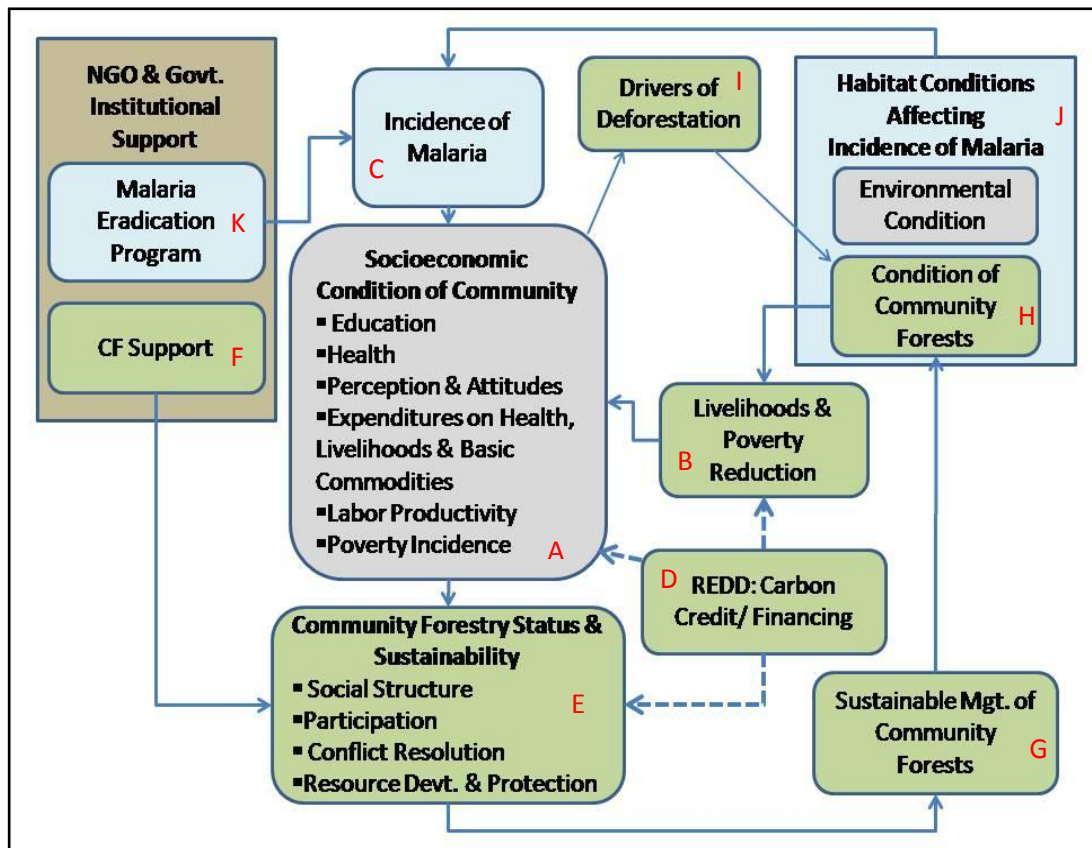 NGO & Govt.
Institutional
Support
Malaria
Eradication
Program
K
CF Support
F
Incidence of
Malaria
C
Drivers of
Deforestation
I
Habitat Conditions
Affecting
Incidence of Malaria
J
Environmental
Condition
Condition of
Community
Forests
H
Socioeconomic
Condition of Community
▪ Education
▪Health
▪Perception & Attitudes
▪Expenditures on Health,
Livelihoods & Basic
Commodities
▪Labor Productivity
▪Poverty Incidence
A
Livelihoods &
Poverty
Reduction
B
D
REDD: Carbon
Credit/ Financing
Community Forestry Status &
Sustainability
▪ Social Structure
▪Participation
▪ Conflict Resolution
▪Resource Devt. & Protection
E
Sustainable Mgt. of
Community
Forests
G